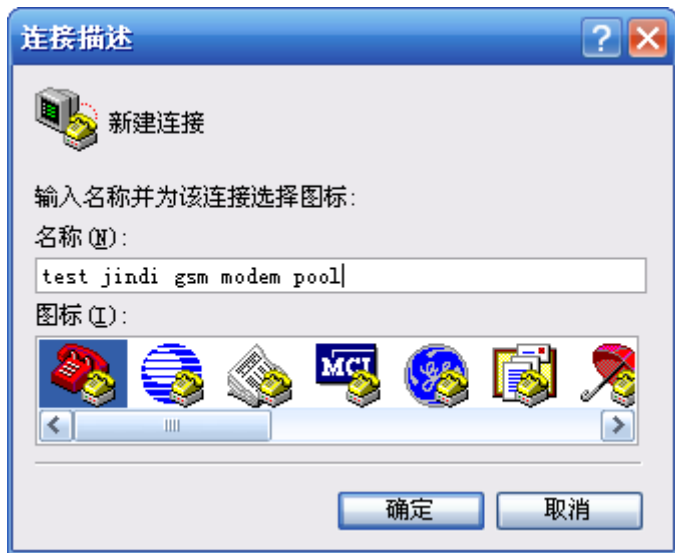 连接描述
新建连接
输入名称并为该连接选择图标:
名称(N):
test jindi gsm modem pool
图标(I):
MCI
确定 取消